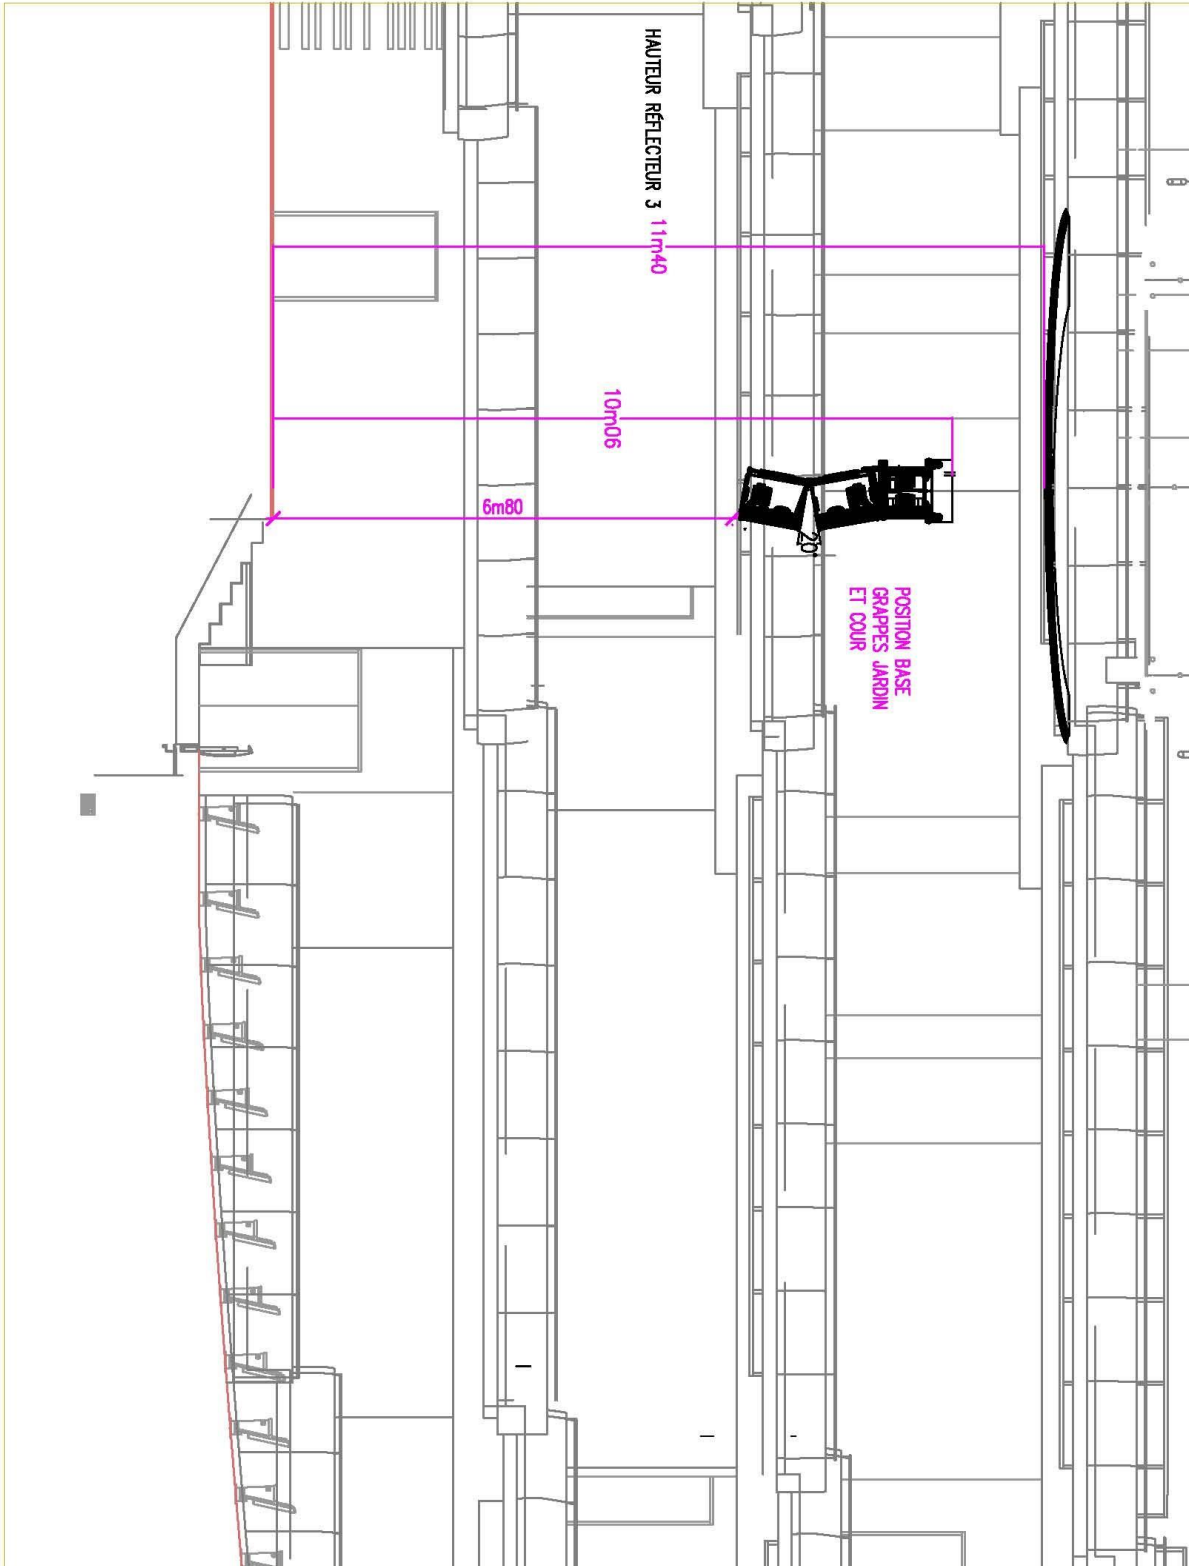 HAUTEUR RÉFLECTEUR 3
11m40
10m06
6m80
20°
POSITION BASE
GRAPPES JARDIN
ET COUR